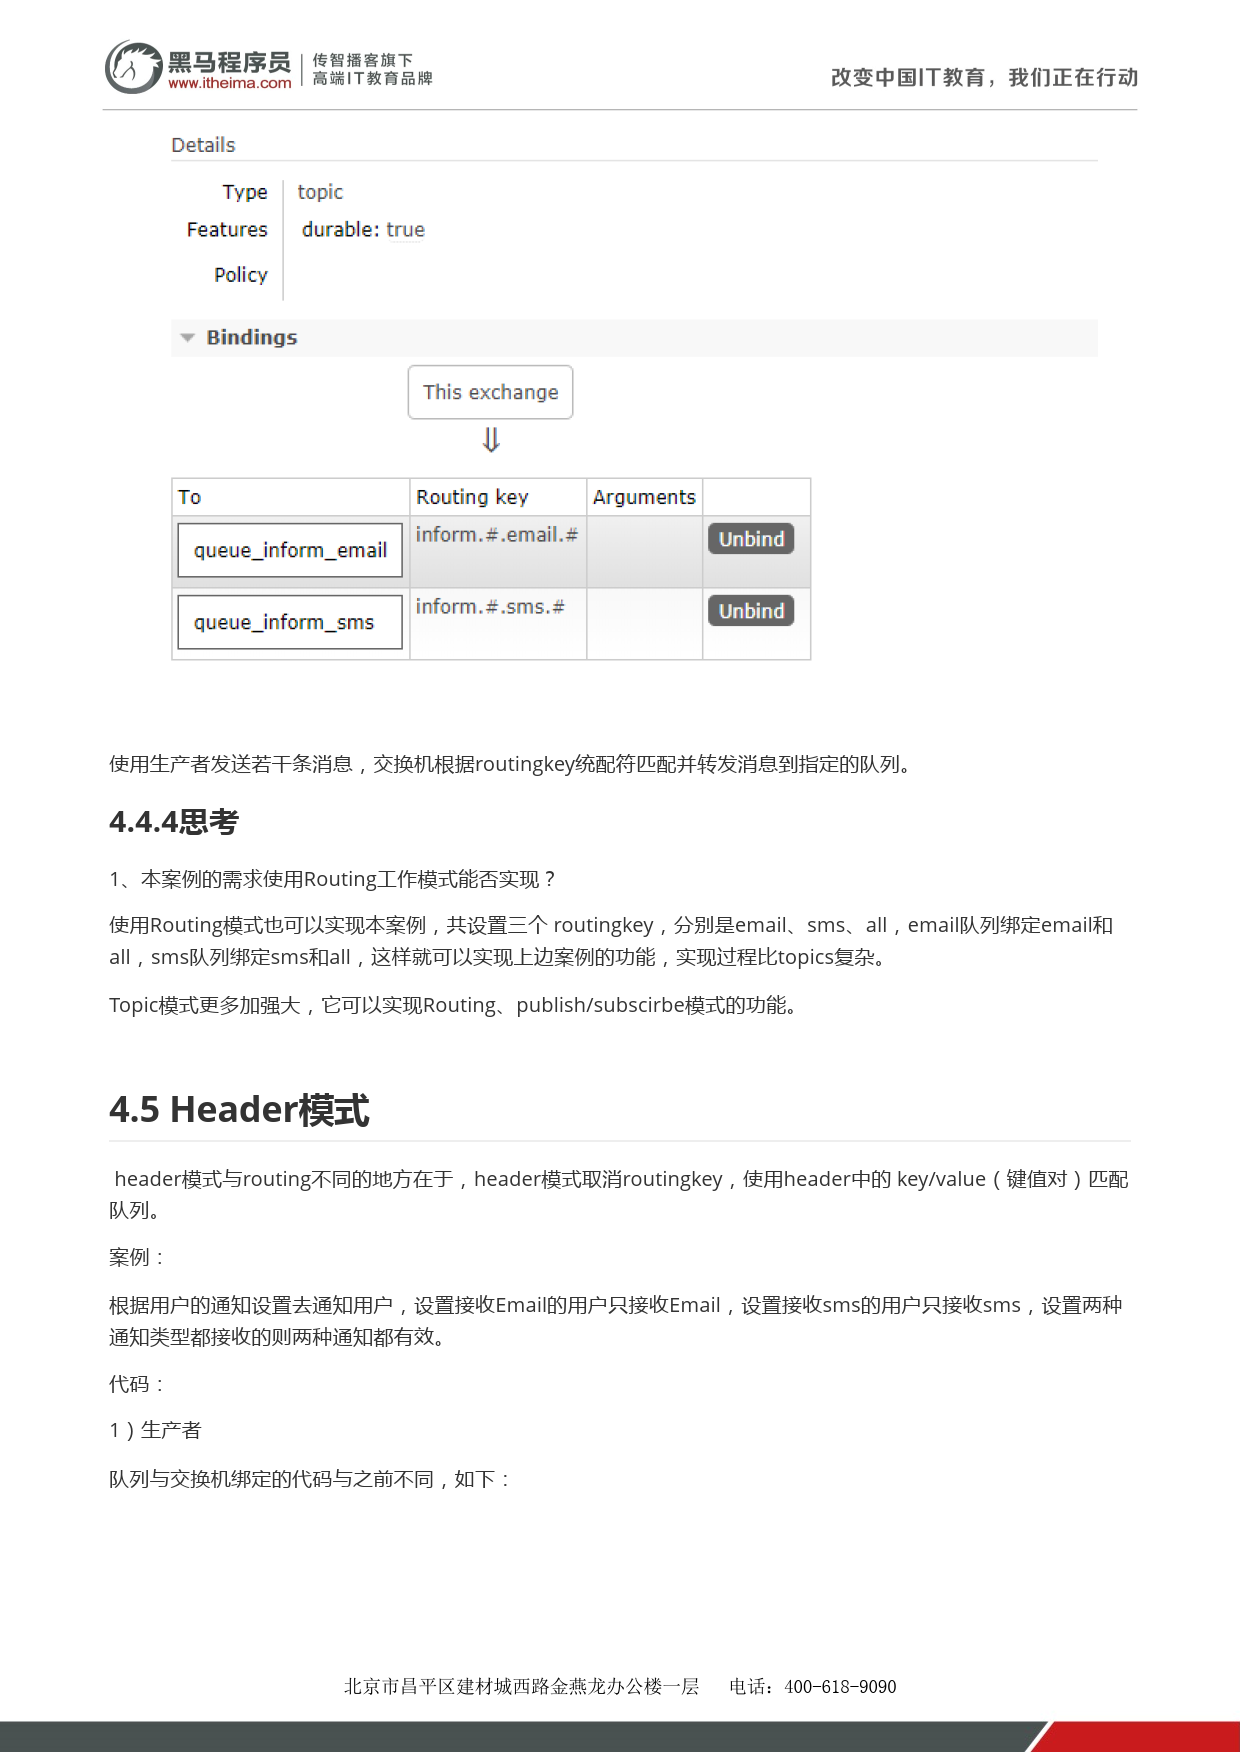 黑马程序员
www.itheima.com
传智播客旗下
高端IT教育品牌
改变中国IT教育，我们正在行动
Details
Type topic
Features durable: true
Policy
Bindings
This exchange
⇓
To Routing key Arguments
queue_inform_email inform.#.email.# Unbind
queue_inform_sms inform.#.sms.# Unbind
使用生产者发送若干条消息，交换机根据routingkey统配符匹配并转发消息到指定的队列。
4.4.4思考
1、本案例的需求使用Routing工作模式能否实现？
使用Routing模式也可以实现本案例，共设置三个 routingkey，分别是email、sms、all，email队列绑定email和
all，sms队列绑定sms和all，这样就可以实现上边案例的功能，实现过程比topics复杂。
Topic模式更多加强大，它可以实现Routing、publish/subscirbe模式的功能。
4.5 Header模式
header模式与routing不同的地方在于，header模式取消routingkey，使用header中的 key/value（键值对）匹配
队列。
案例：
根据用户的通知设置去通知用户，设置接收Email的用户只接收Email，设置接收sms的用户只接收sms，设置两种
通知类型都接收的则两种通知都有效。
代码：
1）生产者
队列与交换机绑定的代码与之前不同，如下：
北京市昌平区建材城西路金燕龙办公楼一层 电话：400-618-9090